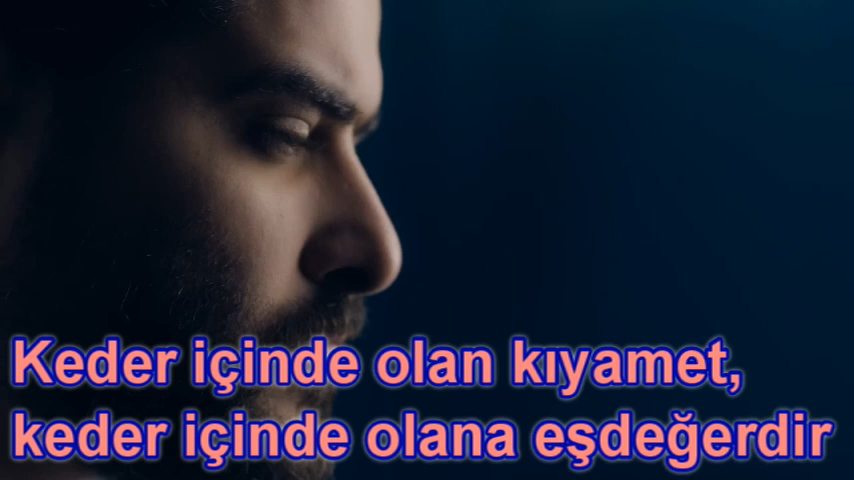 Keder içinde olan kıyamet,
keder içinde olana eşdeğerdir